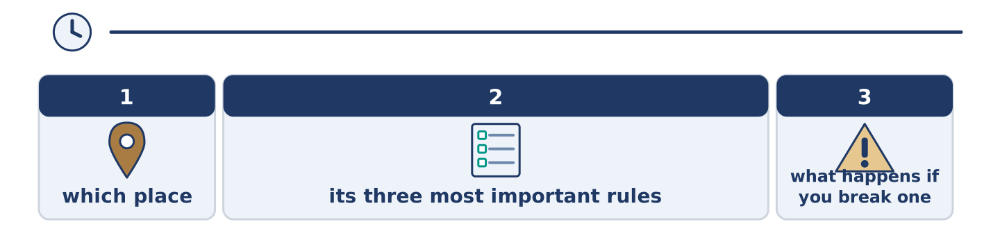 1
2
3
which place
its three most important rules
what happens if
you break one